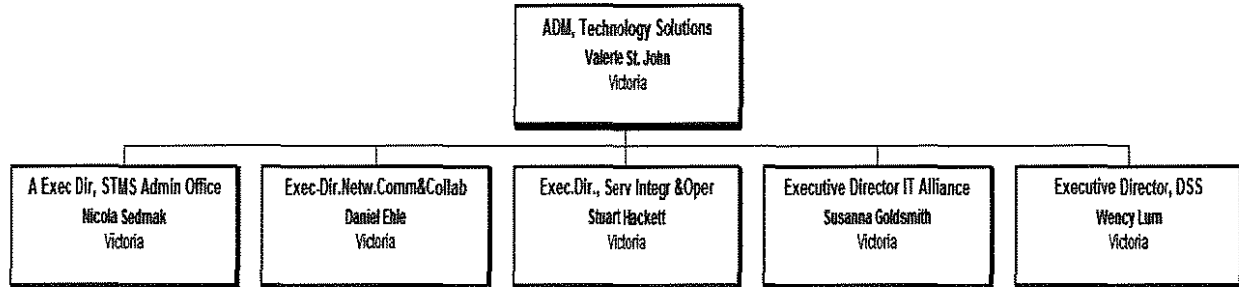 ADM, Technology Solutions
Valerie St. John
Victoria
A Exec Dir, STMS Admin Office
Nicola Sedmak
Victoria
Exec-Dir.Netw.Comm&Collab
Daniel Ehle
Victoria
Exec.Dir., Serv Integr &Oper
Stuart Hackett
Victoria
Executive Director IT Alliance
Susanna Goldsmith
Victoria
Executive Director, DSS
Wency Lum
Victoria